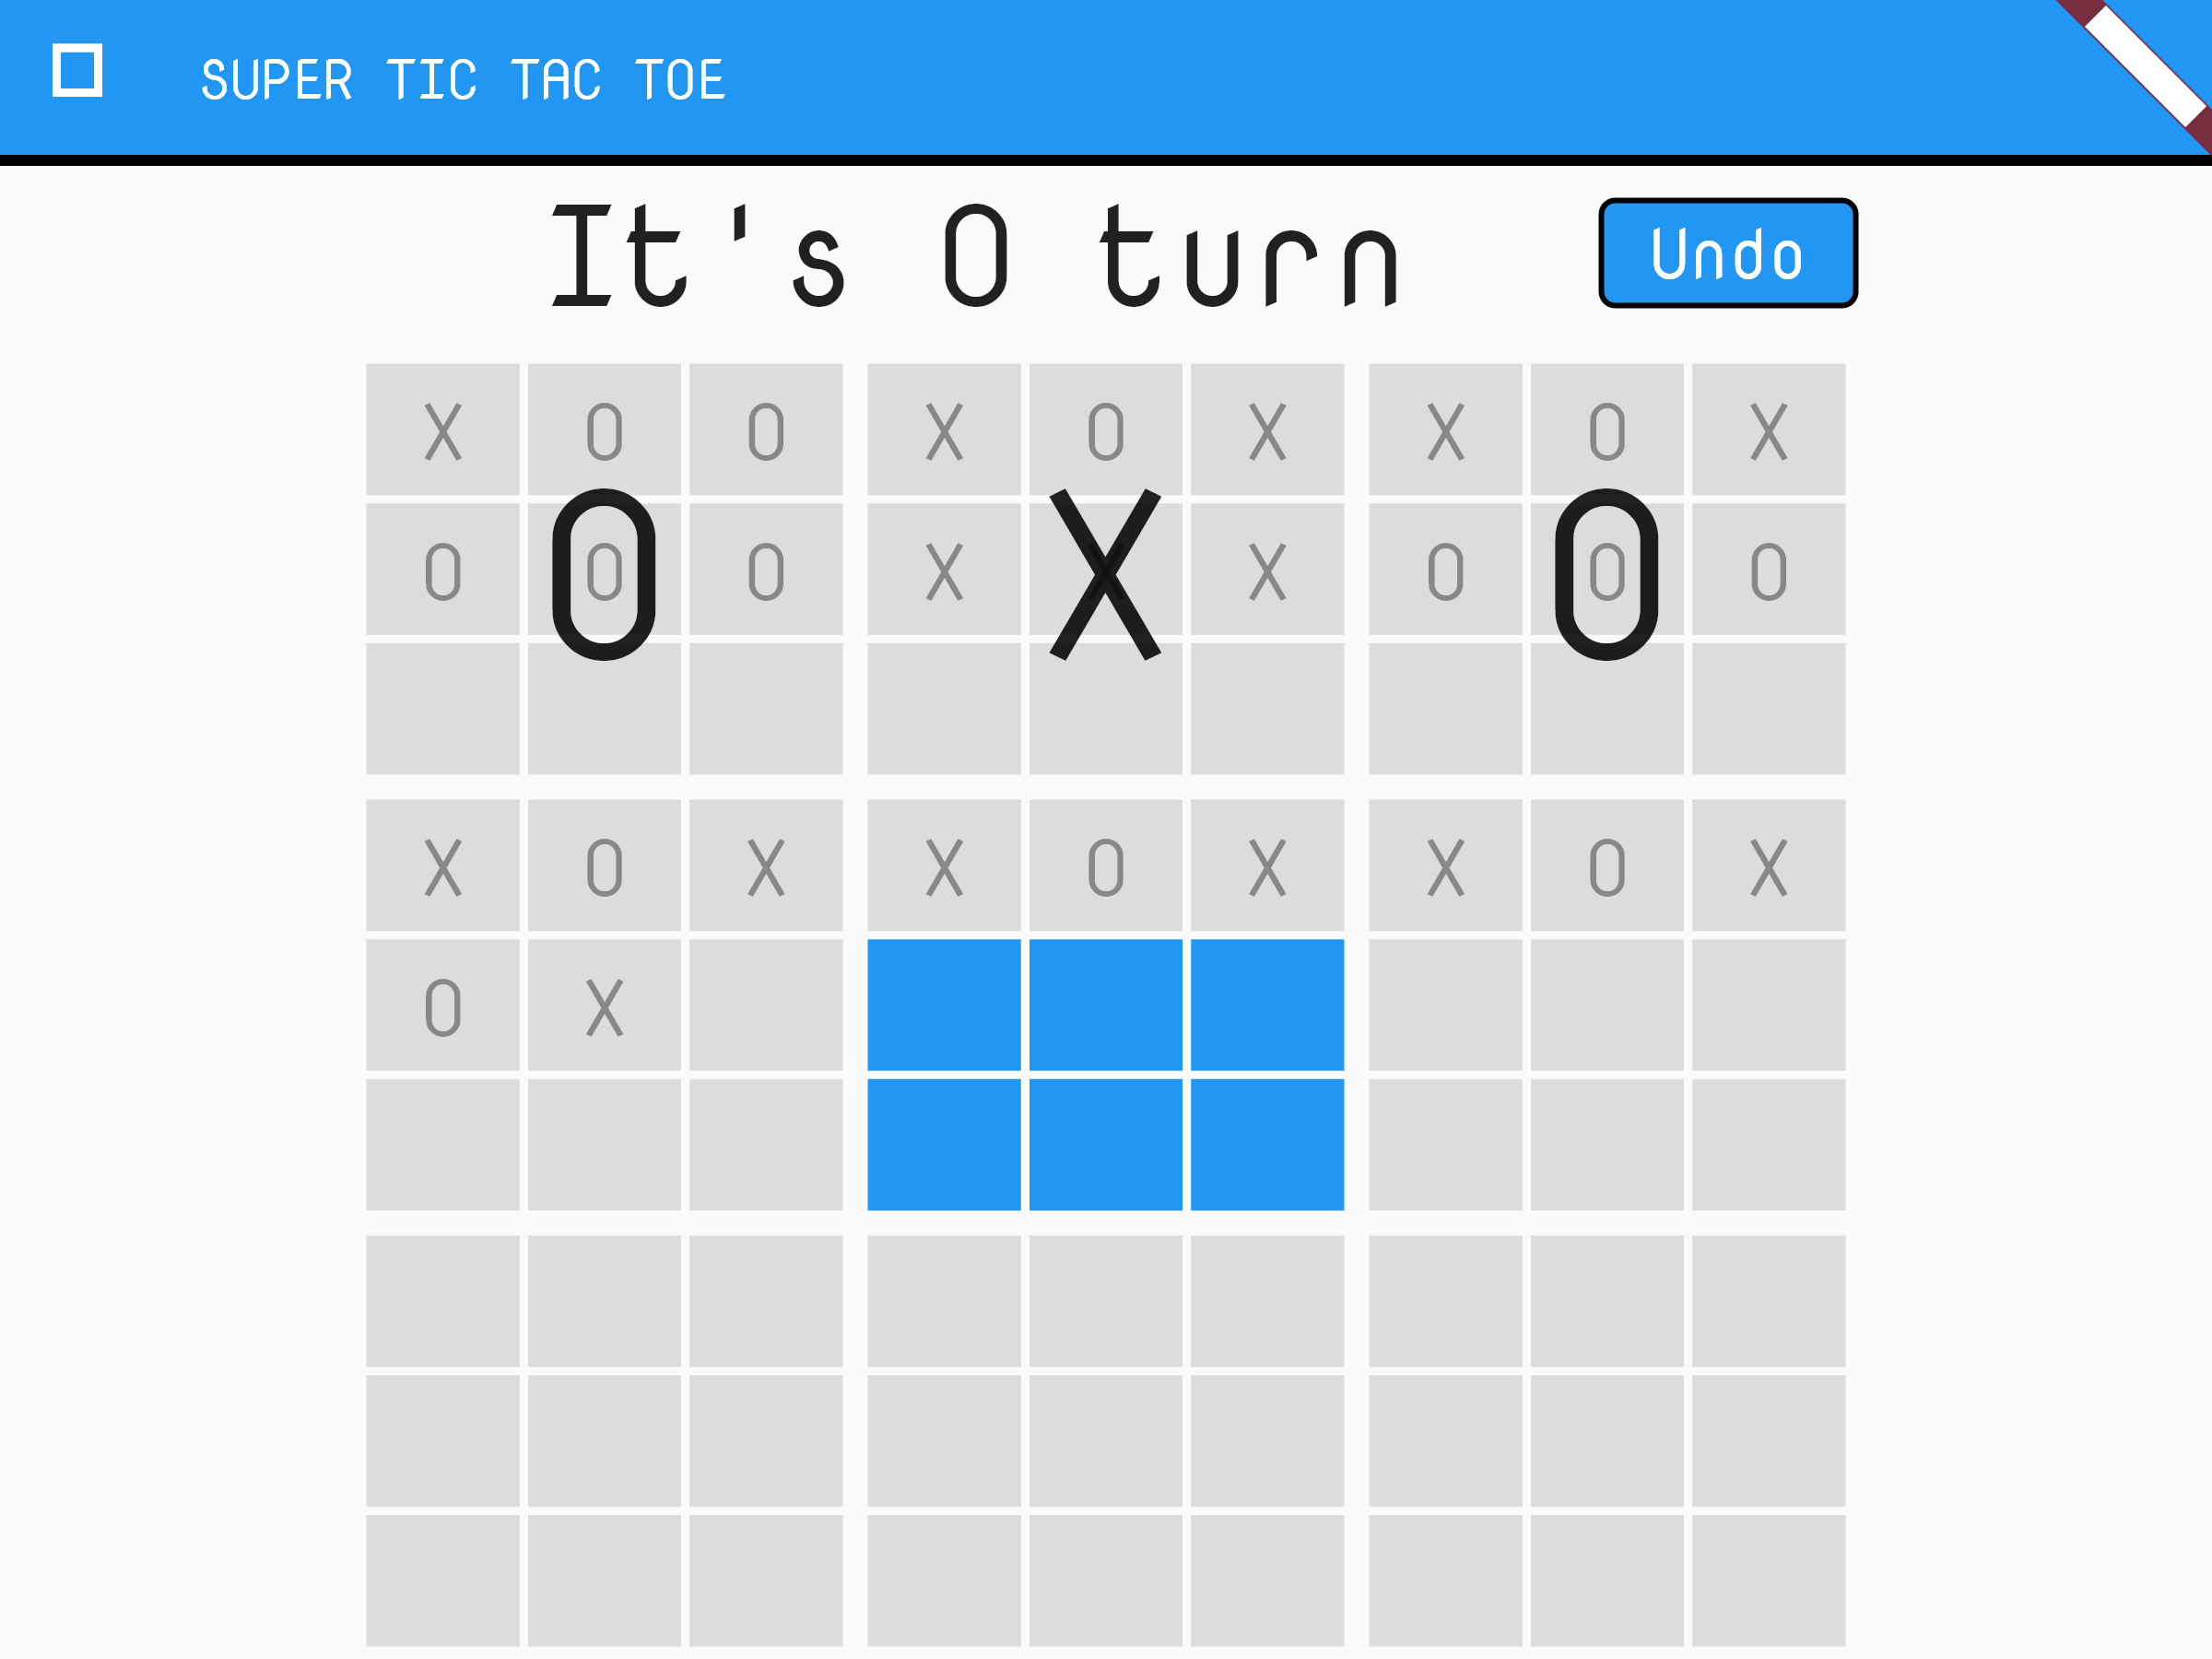 SUPER TIC TAC TOE
It's O turn
Undo
X O O X O X X O X
O O O X X X O O O
O X O
X O X X O X X O X
O X